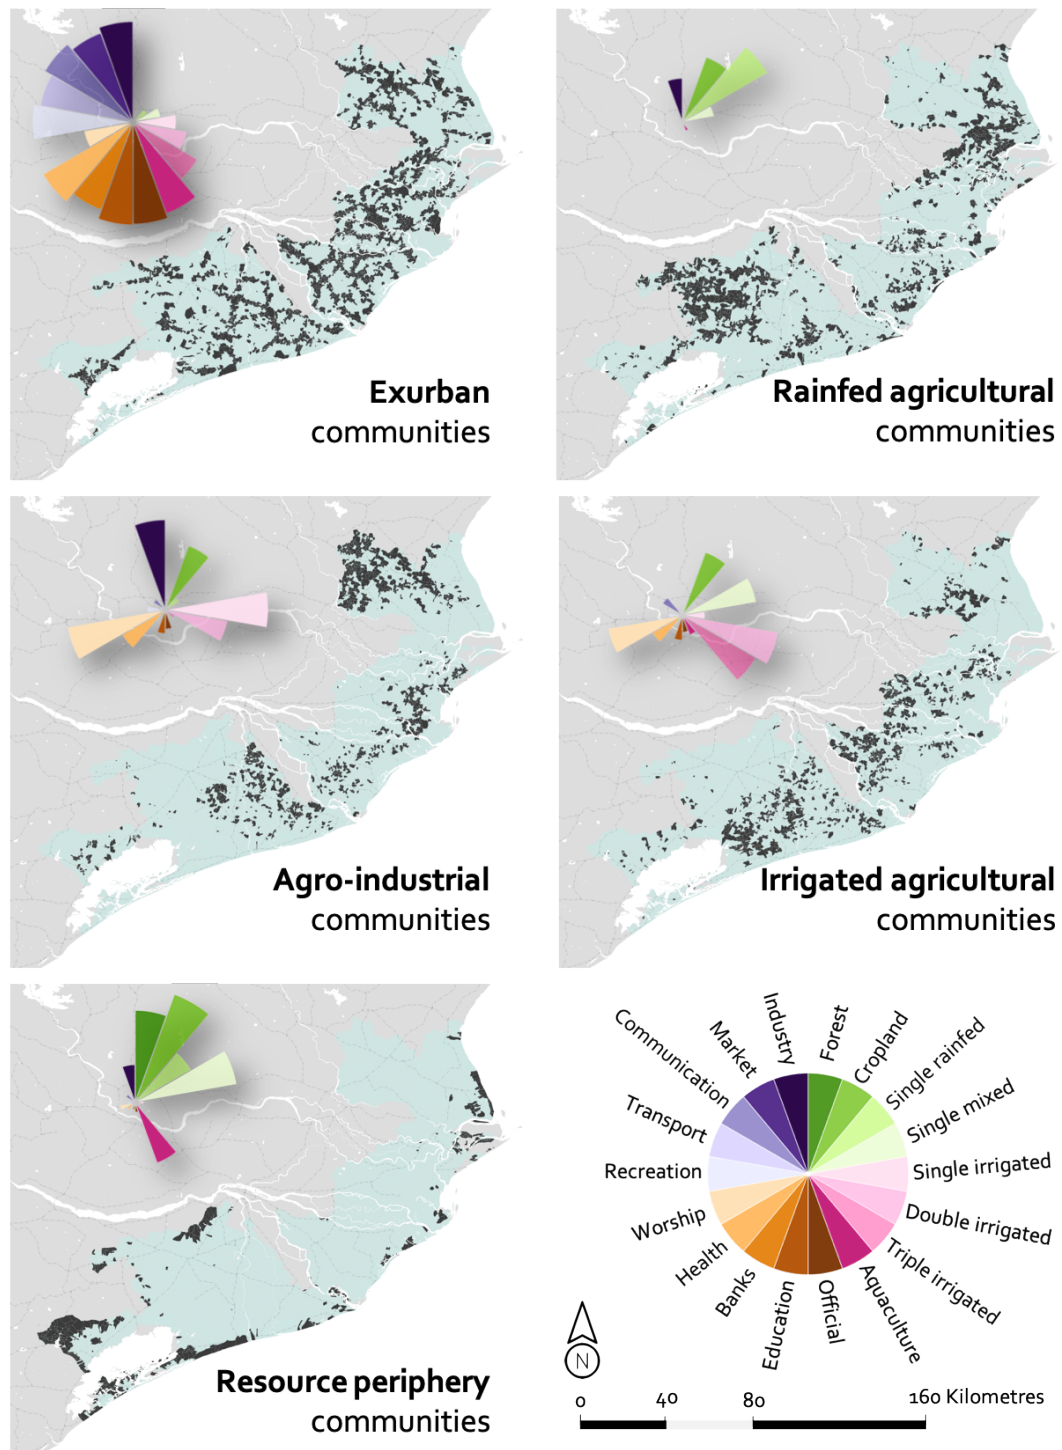 Exurban
communities
Rainfed agricultural
communities
Agro-industrial
communities
Irrigated agricultural
communities
Resource periphery
communities
Industry
Forest
Market
Cropland
Communication
Single rainfed
Transport
Single mixed
Recreation
Single irrigated
Worship
Double irrigated
Health
Triple irrigated
Banks
Aquaculture
Education
Official
N
0 40 80 160 Kilometres